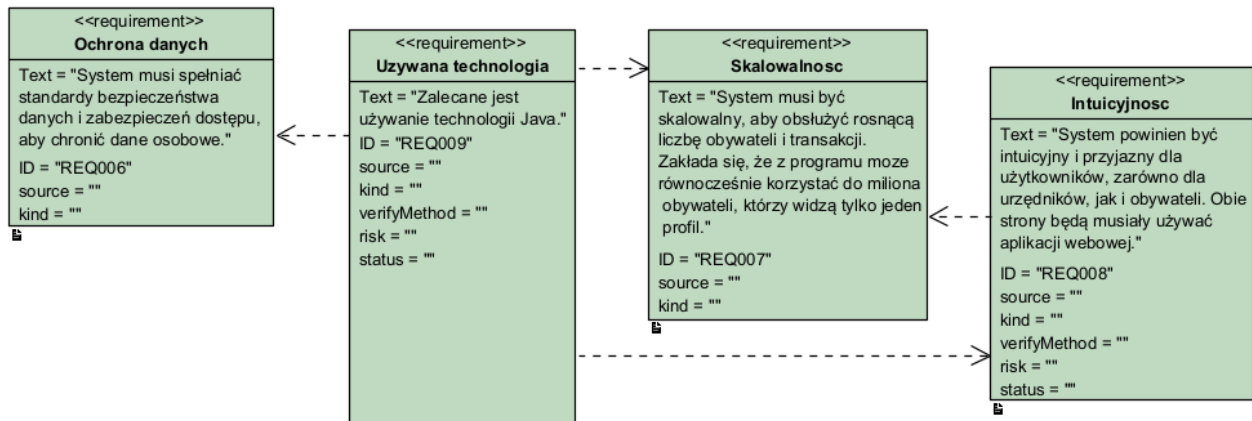 <<requirement>>
Ochrona danych
Text = "System musi spełniać
standardy bezpieczeństwa
danych i zabezpieczeń dostępu,
aby chronić dane osobowe."
ID = "REQ006"
source = ""
kind = ""
<<requirement>>
Uzywana technologia
Text = "Zalecane jest
używanie technologii Java."
ID = "REQ009"
source = ""
kind = ""
verifyMethod = ""
risk = ""
status = ""
<<requirement>>
Skalowalnosc
Text = "System musi być
skalowalny, aby obsłużyć rosnącą
liczbę obywateli i transakcji.
Zakłada się, że z programu moze
równocześnie korzystać do miliona
obywateli, którzy widzą tylko jeden
profil."
ID = "REQ007"
source = ""
kind = ""
<<requirement>>
Intuicyjnosc
Text = "System powinien być
intuicyjny i przyjazny dla
użytkowników, zarówno dla
urzędników, jak i obywateli. Obie
strony będą musiały używać
aplikacji webowej."
ID = "REQ008"
source = ""
kind = ""
verifyMethod = ""
risk = ""
status = ""